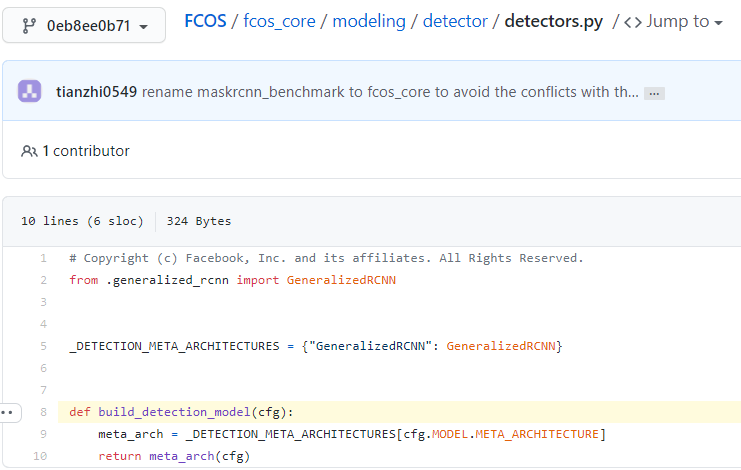 0eb8ee0b71 FCOS / fcos_core / modeling / detector / detectors.py / <> Jump to
tianzhi0549 rename maskrcnn_benchmark to fcos_core to avoid the conflicts with th... ...
1 contributor
10 lines (6 sloc) 324 Bytes
1 # Copyright (c) Facebook, Inc. and its affiliates. All Rights Reserved.
2 from .generalized_rcnn import GeneralizedRCNN
3
4
5 _DETECTION_META_ARCHITECTURES = {"GeneralizedRCNN": GeneralizedRCNN}
6
7
8 def build_detection_model(cfg):
9     meta_arch = _DETECTION_META_ARCHITECTURES[cfg.MODEL.META_ARCHITECTURE]
10     return meta_arch(cfg)